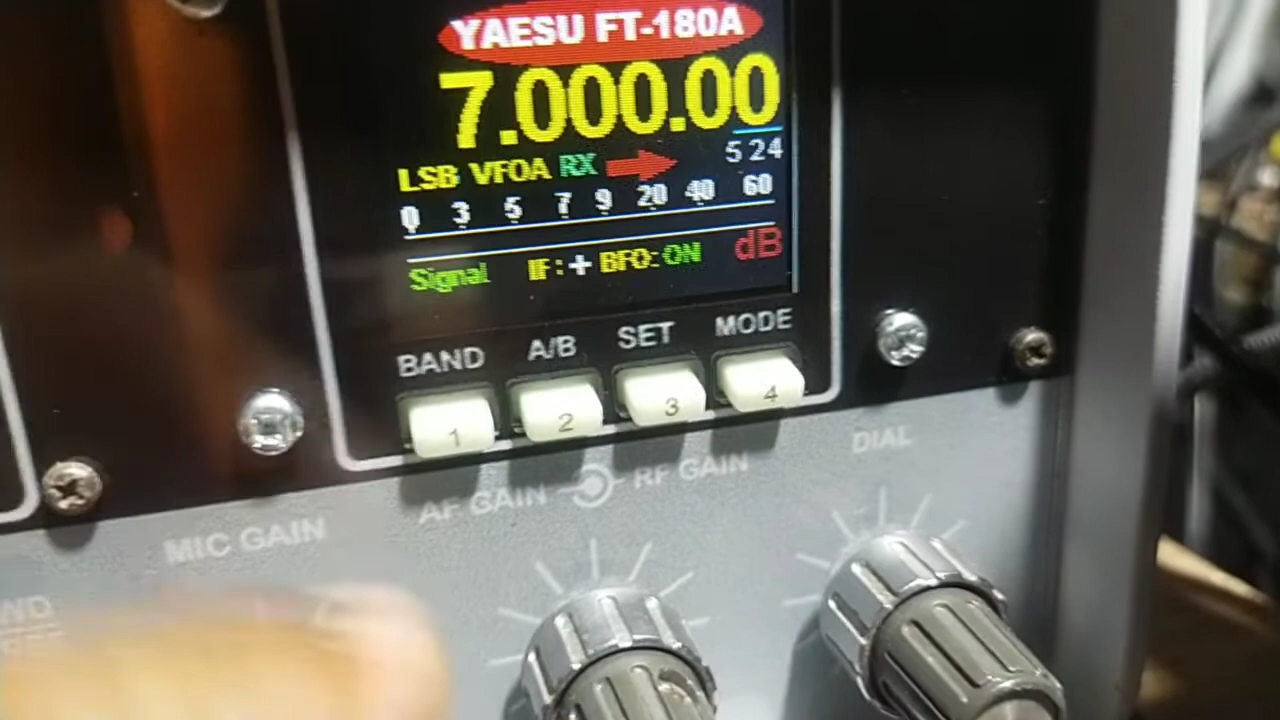 YAESU FT-180A
7.000.00
LSB VFOA RX 5 24
0 3 5 7 9 20 40 60
Signal IF:+ BFO:ON dB
BAND A/B SET MODE
1 2 3 4
AF GAIN RF GAIN DIAL
MIC GAIN
WD